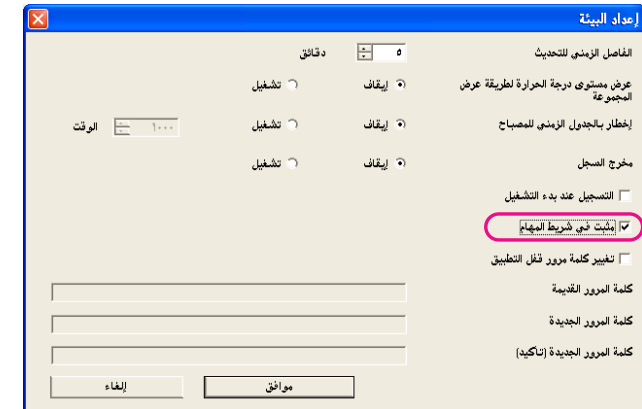 إعداد البيئة
الفاصل الزمني للتحديث ٥ دقائق
عرض مستوى درجة الحرارة لطريقة عرض المجموعة إيقاف تشغيل
إخطار بالجدول الزمني للمصباح إيقاف تشغيل ١٠٠٠ الوقت
مخرج السجل إيقاف تشغيل
التسجيل عند بدء التشغيل
مثبت في شريط المهام
تغيير كلمة مرور قفل التطبيق
كلمة المرور القديمة
كلمة المرور الجديدة
كلمة المرور الجديدة (تأكيد)
موافق إلغاء